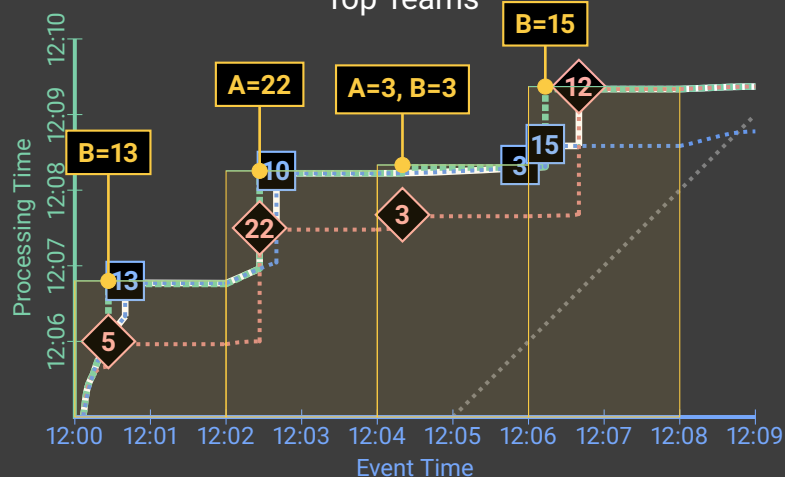 Top Teams
B=15
A=22
A=3, B=3
B=13
12:10
12:09
12:08
12:07
12:06
Processing Time
12
15
3
10
22
3
13
5
12:00 12:01 12:02 12:03 12:04 12:05 12:06 12:07 12:08 12:09
Event Time